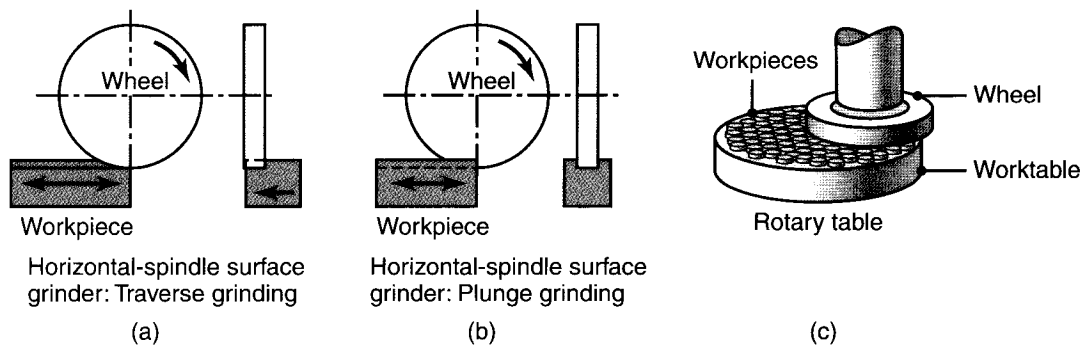 Wheel
Workpiece
Horizontal-spindle surface
grinder: Traverse grinding
(a)
Wheel
Workpiece
Horizontal-spindle surface
grinder: Plunge grinding
(b)
Workpieces
Wheel
Worktable
Rotary table
(c)